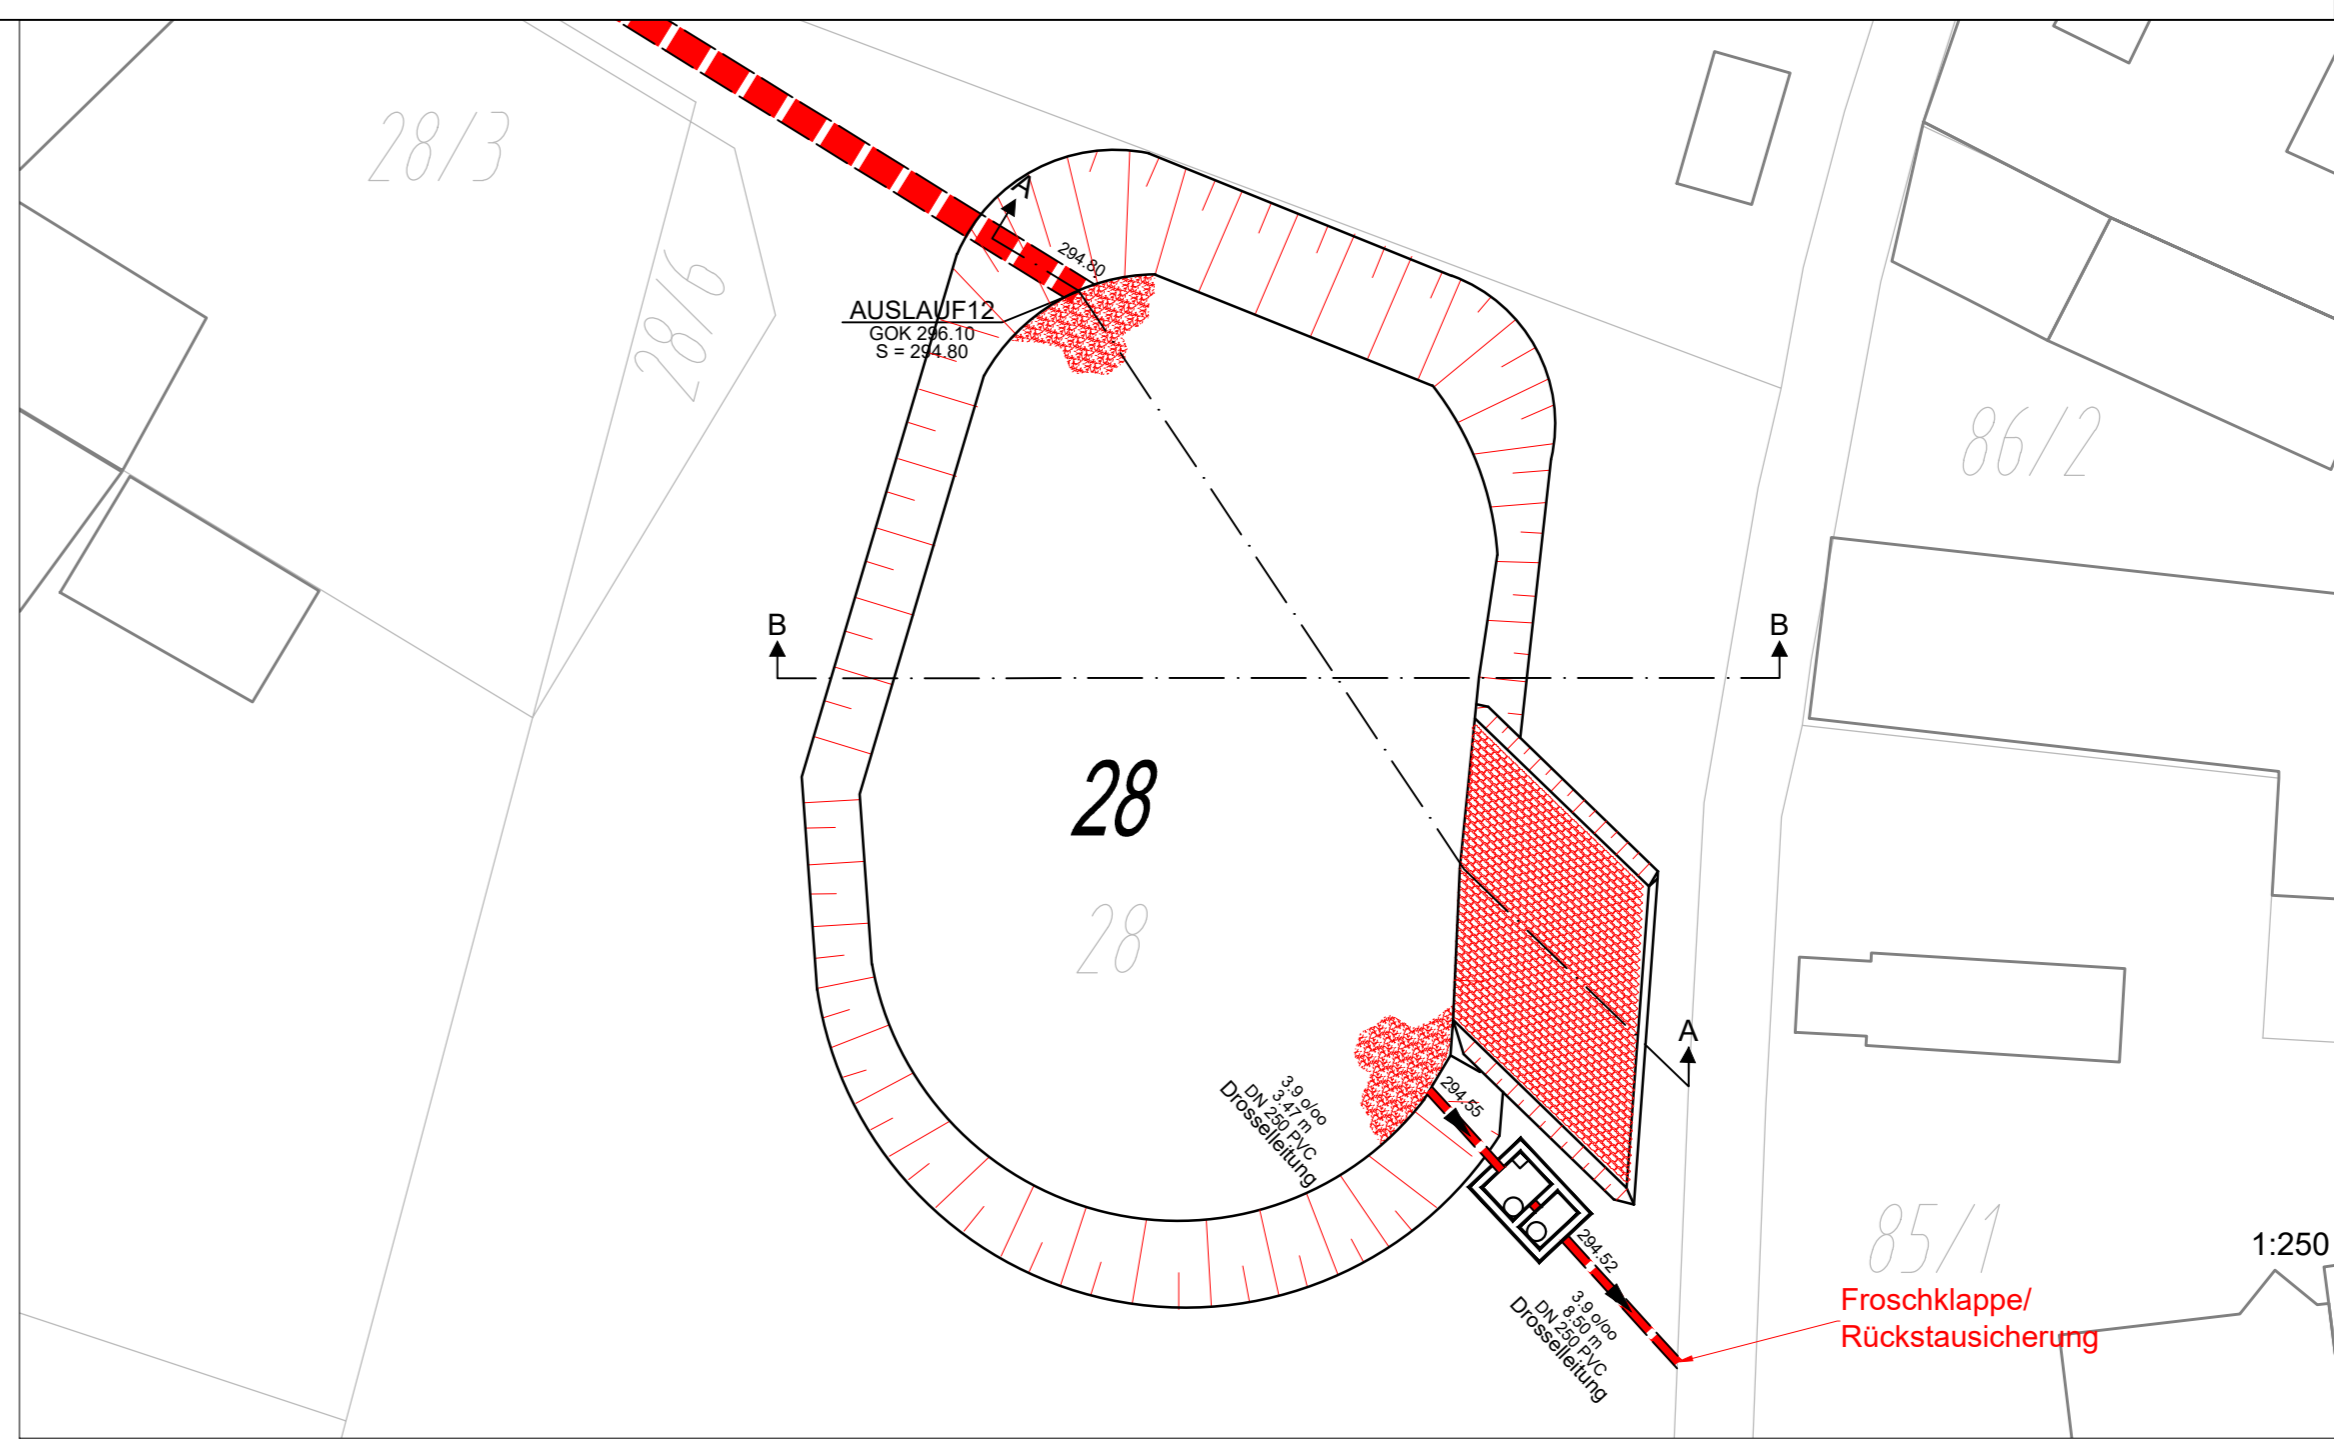 28/3
A
294.80
AUSLAUF12
GOK 296.10
S = 294.80
28/6
86/2
B
B
28
28
A
3.9 o/oo
3.47 m
DN 250 PVC
Drosselleitung
294.55
294.52
85/1
1:250
3.9 o/oo
8.50 m
DN 250 PVC
Drosselleitung
Froschklappe/
Rückstausicherung